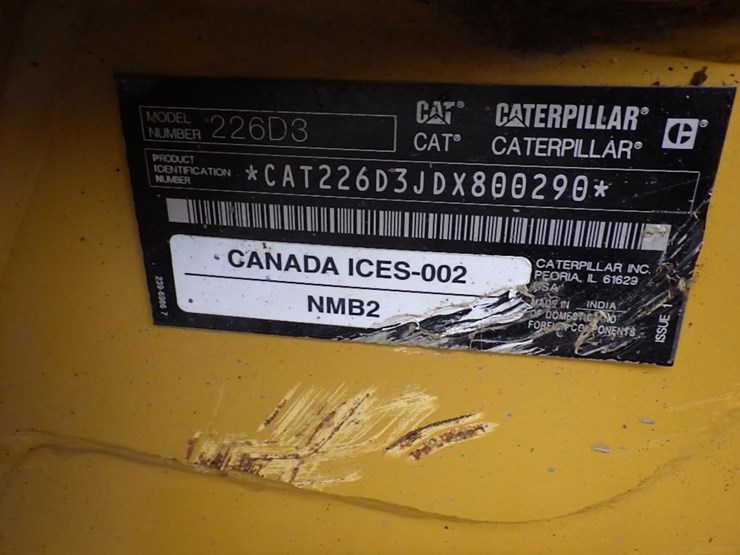 MODEL
NUMBER 226D3
CAT® CATERPILLAR®
CAT® CATERPILLAR®
PRODUCT
IDENTIFICATION
NUMBER
*CAT226D3JDX800290*
CANADA ICES-002
NMB2
CATERPILLAR INC.
PEORIA, IL 61629
USA
MADE IN INDIA
OF DOMESTIC AND
FOREIGN COMPONENTS
ISSUE 1